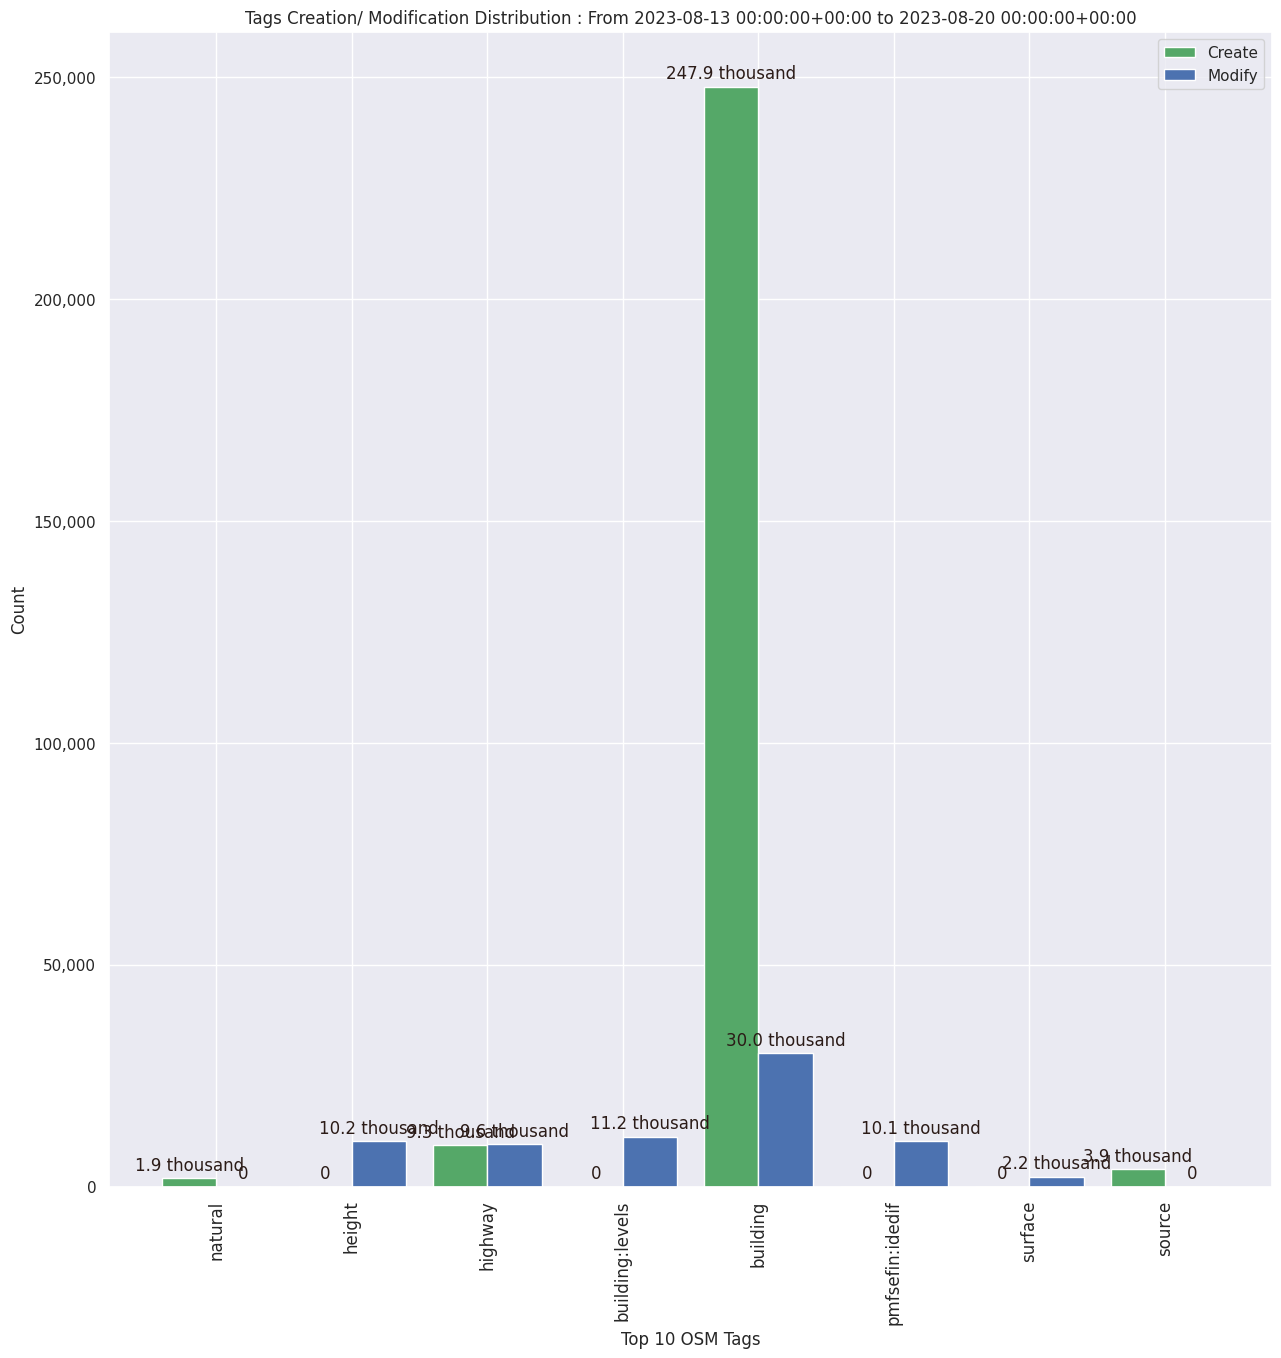 Tags Creation/ Modification Distribution : From 2023-08-13 00:00:00+00:00 to 2023-08-20 00:00:00+00:00
Create
Modify
250,000
200,000
150,000
100,000
50,000
0
Count
247.9 thousand
30.0 thousand
1.9 thousand
0
0
10.2 thousand
9.3 thousand
9.6 thousand
0
11.2 thousand
0
10.1 thousand
0
2.2 thousand
3.9 thousand
0
natural
height
highway
building:levels
building
pmfsefin:idedif
surface
source
Top 10 OSM Tags